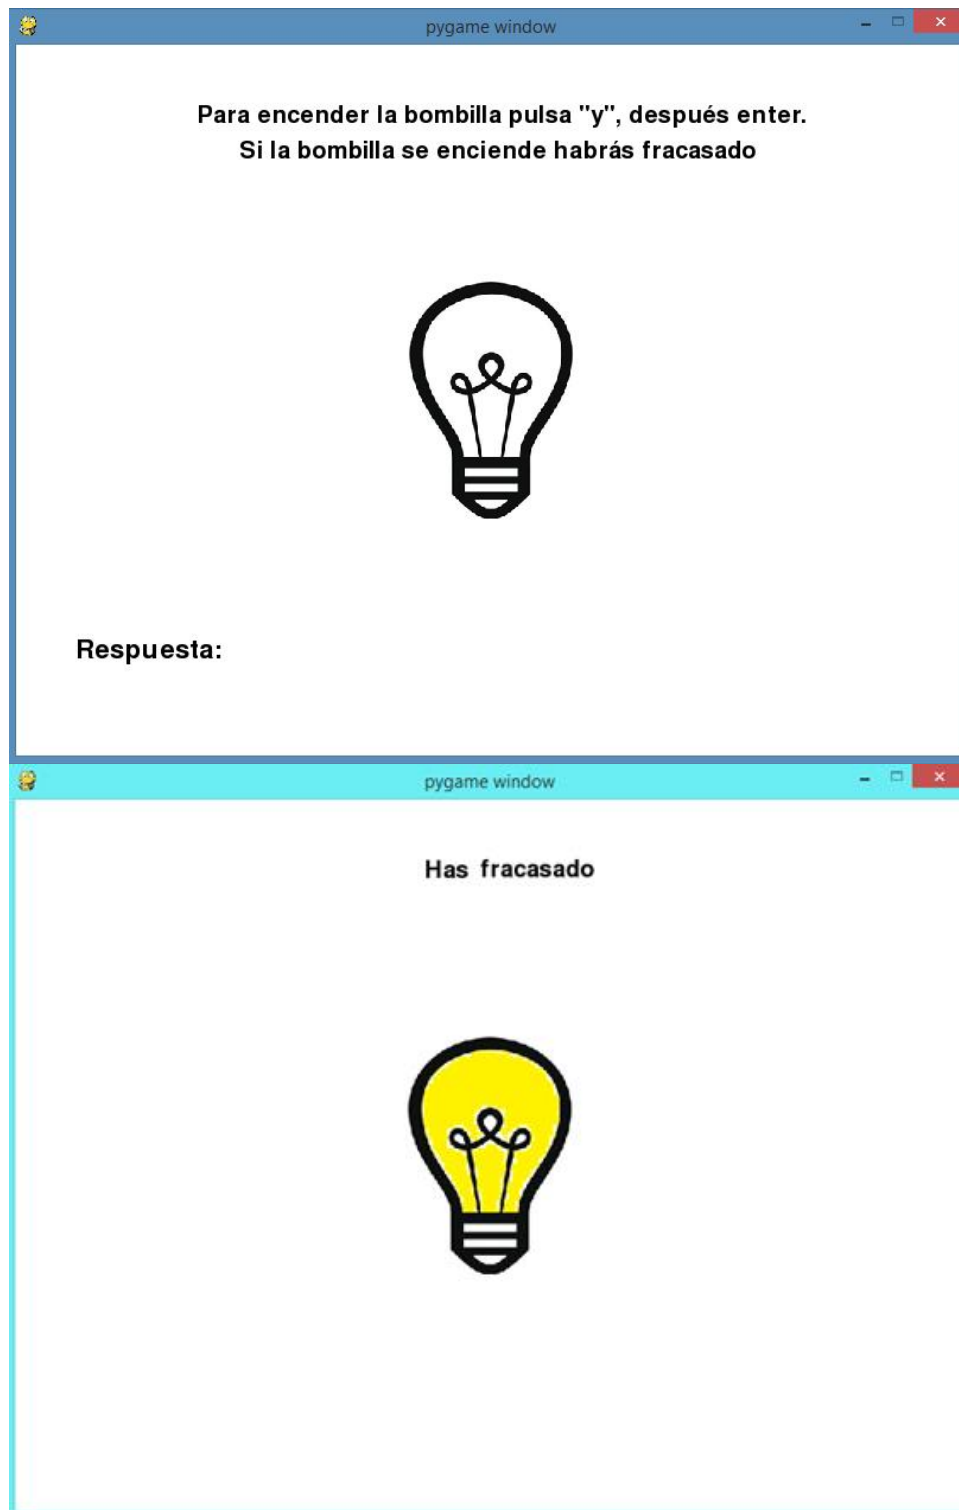 pygame window
Para encender la bombilla pulsa "y", después enter.
Si la bombilla se enciende habrás fracasado
Respuesta:
pygame window
Has fracasado